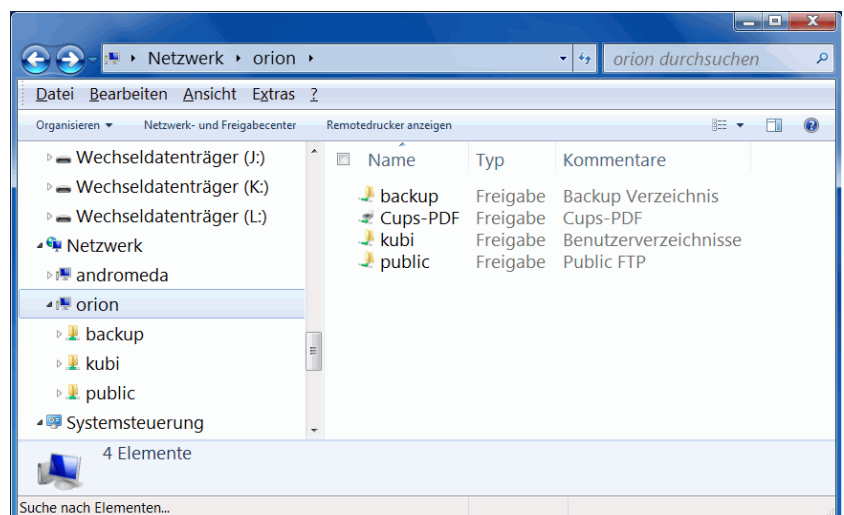 Netzwerk orion
orion durchsuchen
Datei Bearbeiten Ansicht Extras ?
Organisieren Netzwerk- und Freigabecenter Remotedrucker anzeigen
Wechseldatenträger (J:)
Wechseldatenträger (K:)
Wechseldatenträger (L:)
Netzwerk
andromeda
orion
backup
kubi
public
Systemsteuerung
Name Typ Kommentare
backup Freigabe Backup Verzeichnis
Cups-PDF Freigabe Cups-PDF
kubi Freigabe Benutzerverzeichnisse
public Freigabe Public FTP
4 Elemente
Suche nach Elementen...